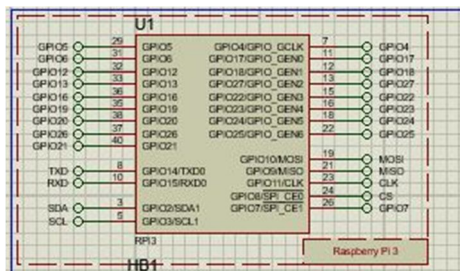 U1
GPIO5 29 GPIO5 GPIO4/GPIO_GCLK 7 GPIO4
GPIO6 31 GPIO6 GPIO17/GPIO_GEN0 11 GPIO17
GPIO12 32 GPIO12 GPIO18/GPIO_GEN1 12 GPIO18
GPIO13 33 GPIO13 GPIO27/GPIO_GEN2 13 GPIO27
GPIO16 36 GPIO16 GPIO22/GPIO_GEN3 15 GPIO22
GPIO19 35 GPIO19 GPIO23/GPIO_GEN4 16 GPIO23
GPIO20 38 GPIO20 GPIO24/GPIO_GEN5 18 GPIO24
GPIO26 37 GPIO26 GPIO25/GPIO_GEN6 22 GPIO25
GPIO21 40 GPIO21
GPIO10/MOSI 19 MOSI
TXD 8 GPIO14/TXD0 GPIO9/MISO 21 MISO
RXD 10 GPIO15/RXD0 GPIO11/CLK 23 CLK
GPIO8/SPI_CE0 24 CS
SDA 3 GPIO2/SDA1 GPIO7/SPI_CE1 26 GPIO7
SCL 5 GPIO3/SCL1
RPI3
Raspberry Pi 3
HB1